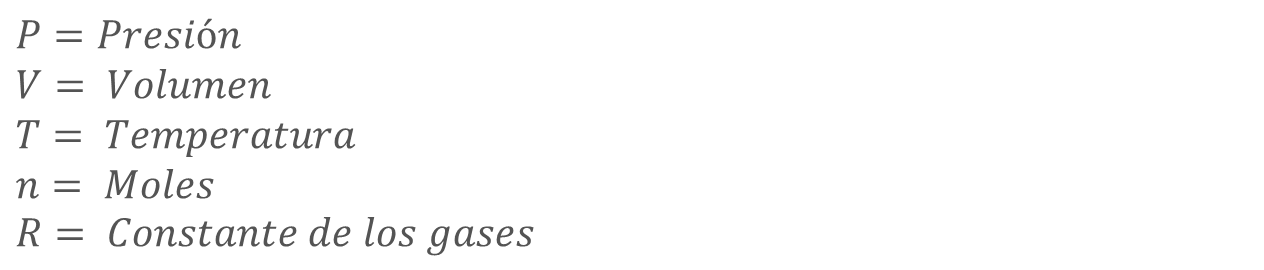 P = Presión
V = Volumen
T = Temperatura
n = Moles
R = Constante de los gases